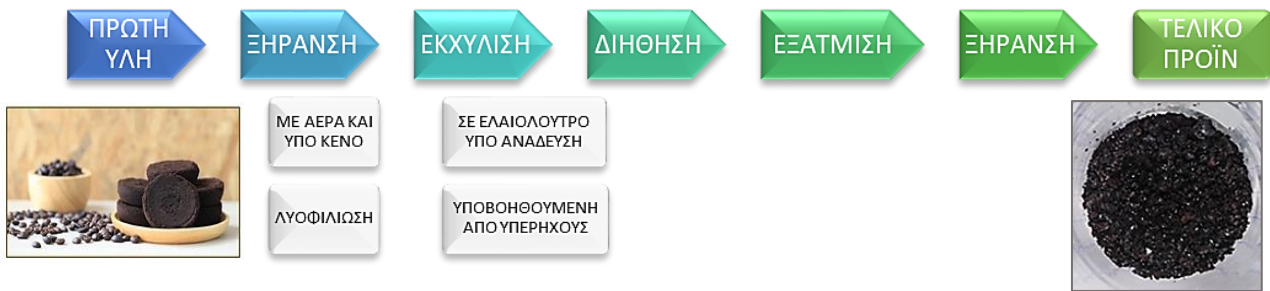 ΠΡΩΤΗ
ΥΛΗ
ΞΗΡΑΝΣΗ
ΕΚΧΥΛΙΣΗ
ΔΙΗΘΗΣΗ
ΕΞΑΤΜΙΣΗ
ΞΗΡΑΝΣΗ
ΤΕΛΙΚΟ
ΠΡΟΪΝ
ΜΕ ΑΕΡΑ ΚΑΙ
ΥΠΟ ΚΕΝΟ
ΣΕ ΕΛΑΙΟΛΟΥΤΡΟ
ΥΠΟ ΑΝΑΔΕΥΣΗ
ΛΥΟΦΙΛΙΩΣΗ
ΥΠΟΒΟΗΘΟΥΜΕΝΗ
ΑΠΟ ΥΠΕΡΗΧΟΥΣ